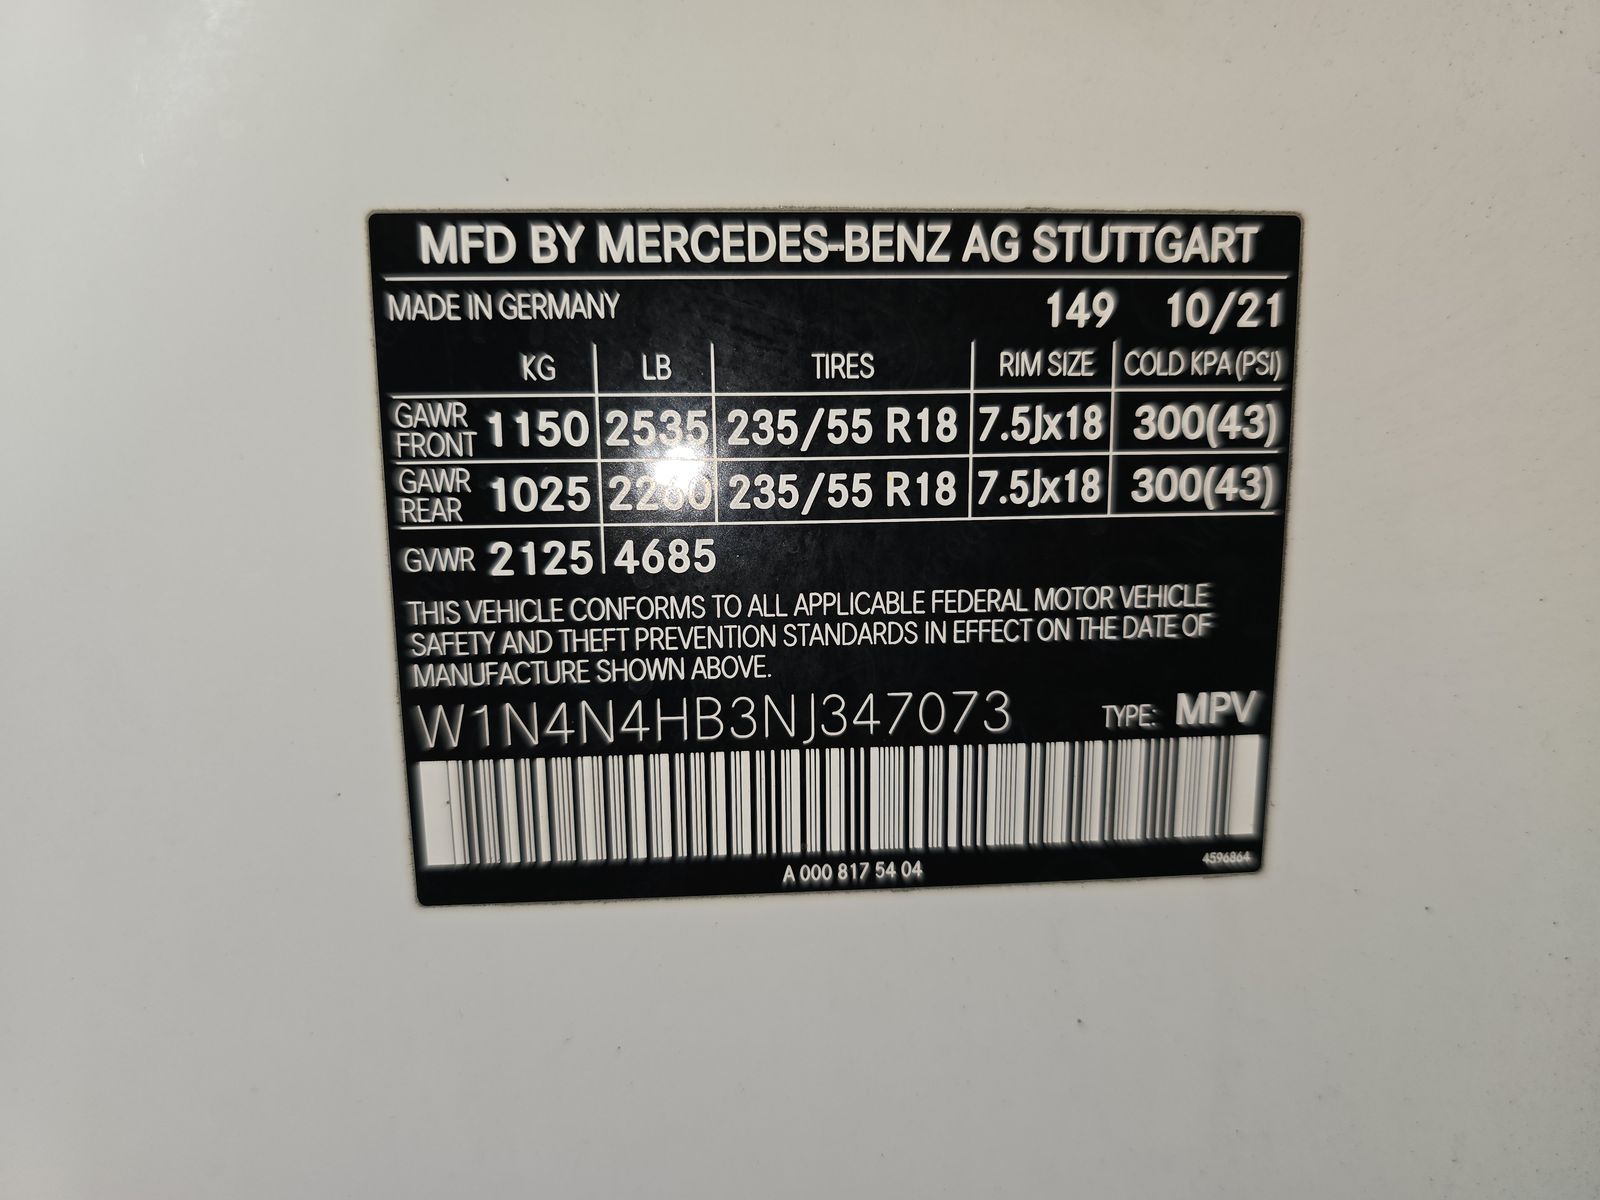 MFD BY MERCEDES-BENZ AG STUTTGART
MADE IN GERMANY 149 10/21
KG LB TIRES RIM SIZE COLD KPA (PSI)
GAWR FRONT 1150 2535 235/55 R18 7.5Jx18 300(43)
GAWR REAR 1025 2260 235/55 R18 7.5Jx18 300(43)
GVWR 2125 4685
THIS VEHICLE CONFORMS TO ALL APPLICABLE FEDERAL MOTOR VEHICLE
SAFETY AND THEFT PREVENTION STANDARDS IN EFFECT ON THE DATE OF
MANUFACTURE SHOWN ABOVE.
W1N4N4HB3NJ347073 TYPE: MPV
A 000 817 54 04 4596864